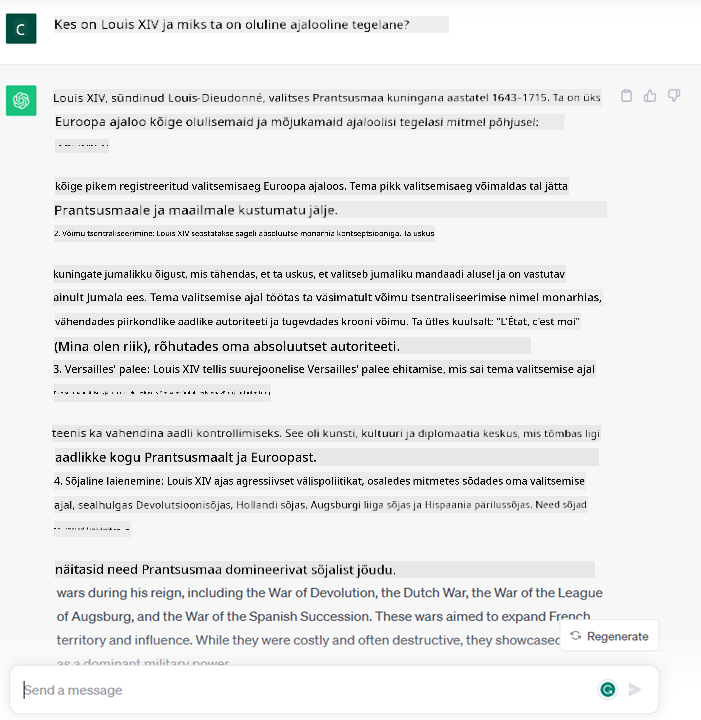 C
Kes on Louis XIV ja miks ta on oluline ajalooline tegelane?
Louis XIV, sündinud Louis-Dieudonné, valitses Prantsusmaa kuningana aastatel 1643-1715. Ta on üks
Euroopa ajaloo kõige olulisemaid ja mõjukamaid ajaloolisi tegelasi mitmel põhjusel:
kõige pikem registreeritud valitsemisaeg Euroopa ajaloos. Tema pikk valitsemisaeg võimaldas tal jätta
Prantsusmaale ja maailmale kustumatu jälje.
2. Võimu tsentraliseerimine: Louis XIV seostatakse sageli absoluutse monarhia kontseptsiooniga. Ta uskus
kuningate jumalikku õigust, mis tähendas, et ta uskus, et valitseb jumaliku mandaadi alusel ja on vastutav
ainult Jumala ees. Tema valitsemise ajal töötas ta väsimatult võimu tsentraliseerimise nimel monarhias,
vähendades piirkondlike aadlike autoriteeti ja tugevdades krooni võimu. Ta ütles kuulsalt: "L'État, c'est moi"
(Mina olen riik), rõhutades oma absoluutset autoriteeti.
3. Versailles' palee: Louis XIV tellis suurejoonelise Versailles' palee ehitamise, mis sai tema valitsemise ajal
teenis ka vahendina aadli kontrollimiseks. See oli kunsti, kultuuri ja diplomaatia keskus, mis tõmbas ligi
aadlikke kogu Prantsusmaalt ja Euroopast.
4. Sõjaline laienemine: Louis XIV ajas agressiivset välispoliitikat, osaledes mitmetes sõdades oma valitsemise
ajal, sealhulgas Devolutsioonisõjas, Hollandi sõjas, Augsburgi liiga sõjas ja Hispaania pärilussõjas. Need sõjad
näitasid need Prantsusmaa domineerivat sõjalist jõudu.
wars during his reign, including the War of Devolution, the Dutch War, the War of the League
of Augsburg, and the War of the Spanish Succession. These wars aimed to expand French
territory and influence. While they were costly and often destructive, they showcased
as a dominant military power.
Regenerate
Send a message